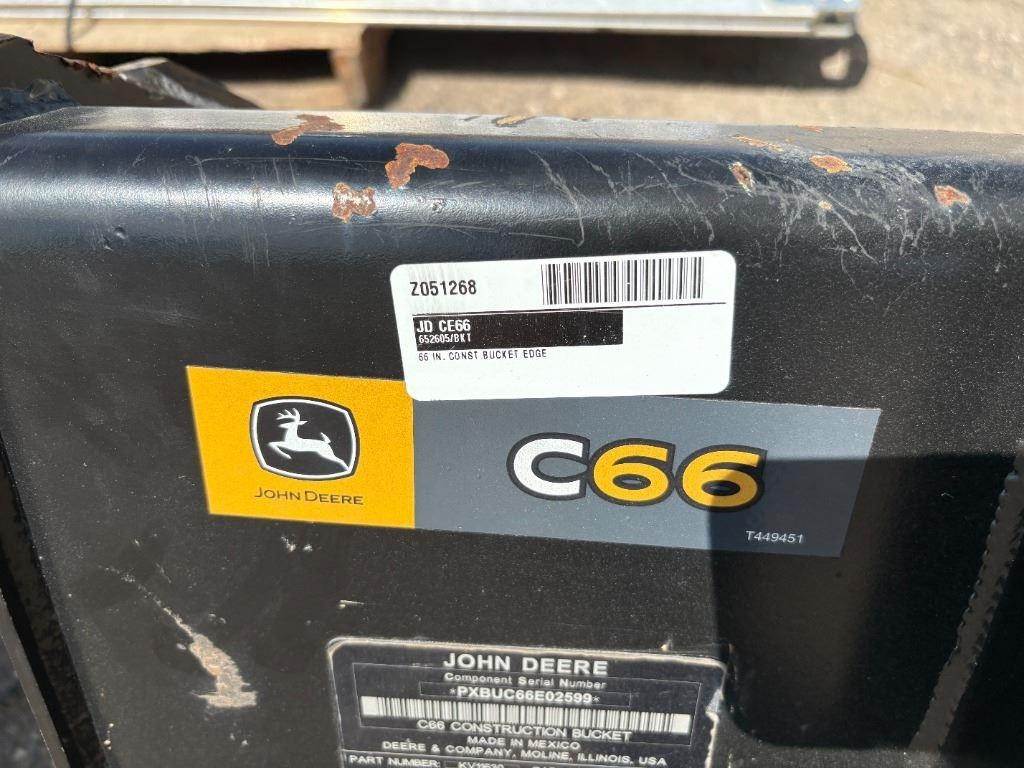 Z051268
JD CE66
652605/BKT
66 IN. CONST BUCKET EDGE
JOHN DEERE
C66
T449451
JOHN DEERE
Component Serial Number
*PXBUC66E02599*
C66 CONSTRUCTION BUCKET
MADE IN MEXICO
DEERE & COMPANY, MOLINE, ILLINOIS, USA
PART NUMBER: